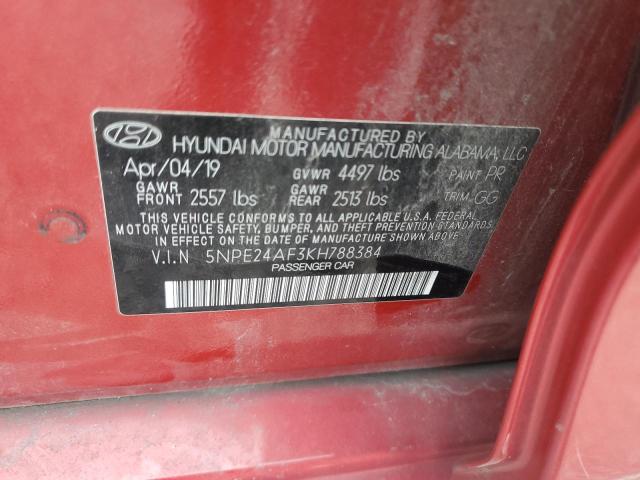 MANUFACTURED BY
HYUNDAI MOTOR MANUFACTURING ALABAMA, LLC
Apr/04/19 GVWR 4497 lbs PAINT PR
GAWR FRONT 2557 lbs GAWR REAR 2513 lbs TRIM GG
THIS VEHICLE CONFORMS TO ALL APPLICABLE U.S.A. FEDERAL
MOTOR VEHICLE SAFETY, BUMPER, AND THEFT PREVENTION STANDARDS
IN EFFECT ON THE DATE OF MANUFACTURE SHOWN ABOVE.
V.I.N 5NPE24AF3KH788384
PASSENGER CAR